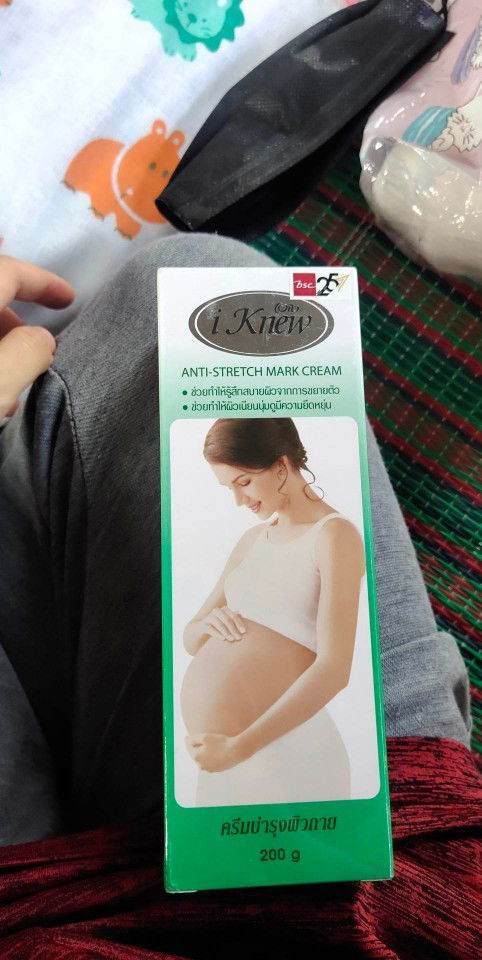 bsc 25
i Knew
ANTI-STRETCH MARK CREAM
• ช่วยทำให้รู้สึกสบายผิวจากการขยายตัว
• ช่วยทำให้ผิวเนียนนุ่มดูมีความยืดหยุ่น
ครีมบำรุงผิวกาย
200 g